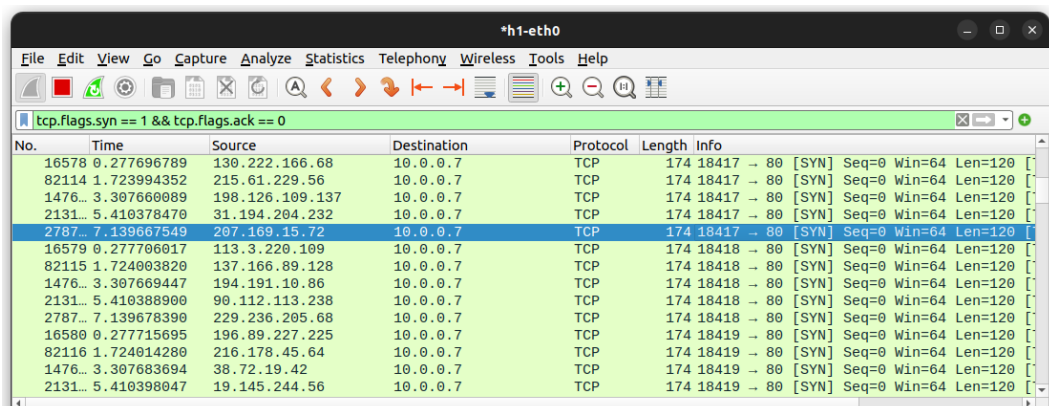 *h1-eth0
File Edit View Go Capture Analyze Statistics Telephony Wireless Tools Help
tcp.flags.syn == 1 && tcp.flags.ack == 0
No. Time Source Destination Protocol Length Info
16578 0.277696789 130.222.166.68 10.0.0.7 TCP 174 18417 → 80 [SYN] Seq=0 Win=64 Len=120 [
82114 1.723994352 215.61.229.56 10.0.0.7 TCP 174 18417 → 80 [SYN] Seq=0 Win=64 Len=120 [
1476… 3.307660089 198.126.109.137 10.0.0.7 TCP 174 18417 → 80 [SYN] Seq=0 Win=64 Len=120 [
2131… 5.410378470 31.194.204.232 10.0.0.7 TCP 174 18417 → 80 [SYN] Seq=0 Win=64 Len=120 [
2787… 7.139667549 207.169.15.72 10.0.0.7 TCP 174 18417 → 80 [SYN] Seq=0 Win=64 Len=120 [
16579 0.277706017 113.3.220.109 10.0.0.7 TCP 174 18418 → 80 [SYN] Seq=0 Win=64 Len=120 [
82115 1.724003820 137.166.89.128 10.0.0.7 TCP 174 18418 → 80 [SYN] Seq=0 Win=64 Len=120 [
1476… 3.307669447 194.191.10.86 10.0.0.7 TCP 174 18418 → 80 [SYN] Seq=0 Win=64 Len=120 [
2131… 5.410388900 90.112.113.238 10.0.0.7 TCP 174 18418 → 80 [SYN] Seq=0 Win=64 Len=120 [
2787… 7.139678390 229.236.205.68 10.0.0.7 TCP 174 18418 → 80 [SYN] Seq=0 Win=64 Len=120 [
16580 0.277715695 196.89.227.225 10.0.0.7 TCP 174 18419 → 80 [SYN] Seq=0 Win=64 Len=120 [
82116 1.724014280 216.178.45.64 10.0.0.7 TCP 174 18419 → 80 [SYN] Seq=0 Win=64 Len=120 [
1476… 3.307683694 38.72.19.42 10.0.0.7 TCP 174 18419 → 80 [SYN] Seq=0 Win=64 Len=120 [
2131… 5.410398047 19.145.244.56 10.0.0.7 TCP 174 18419 → 80 [SYN] Seq=0 Win=64 Len=120 [